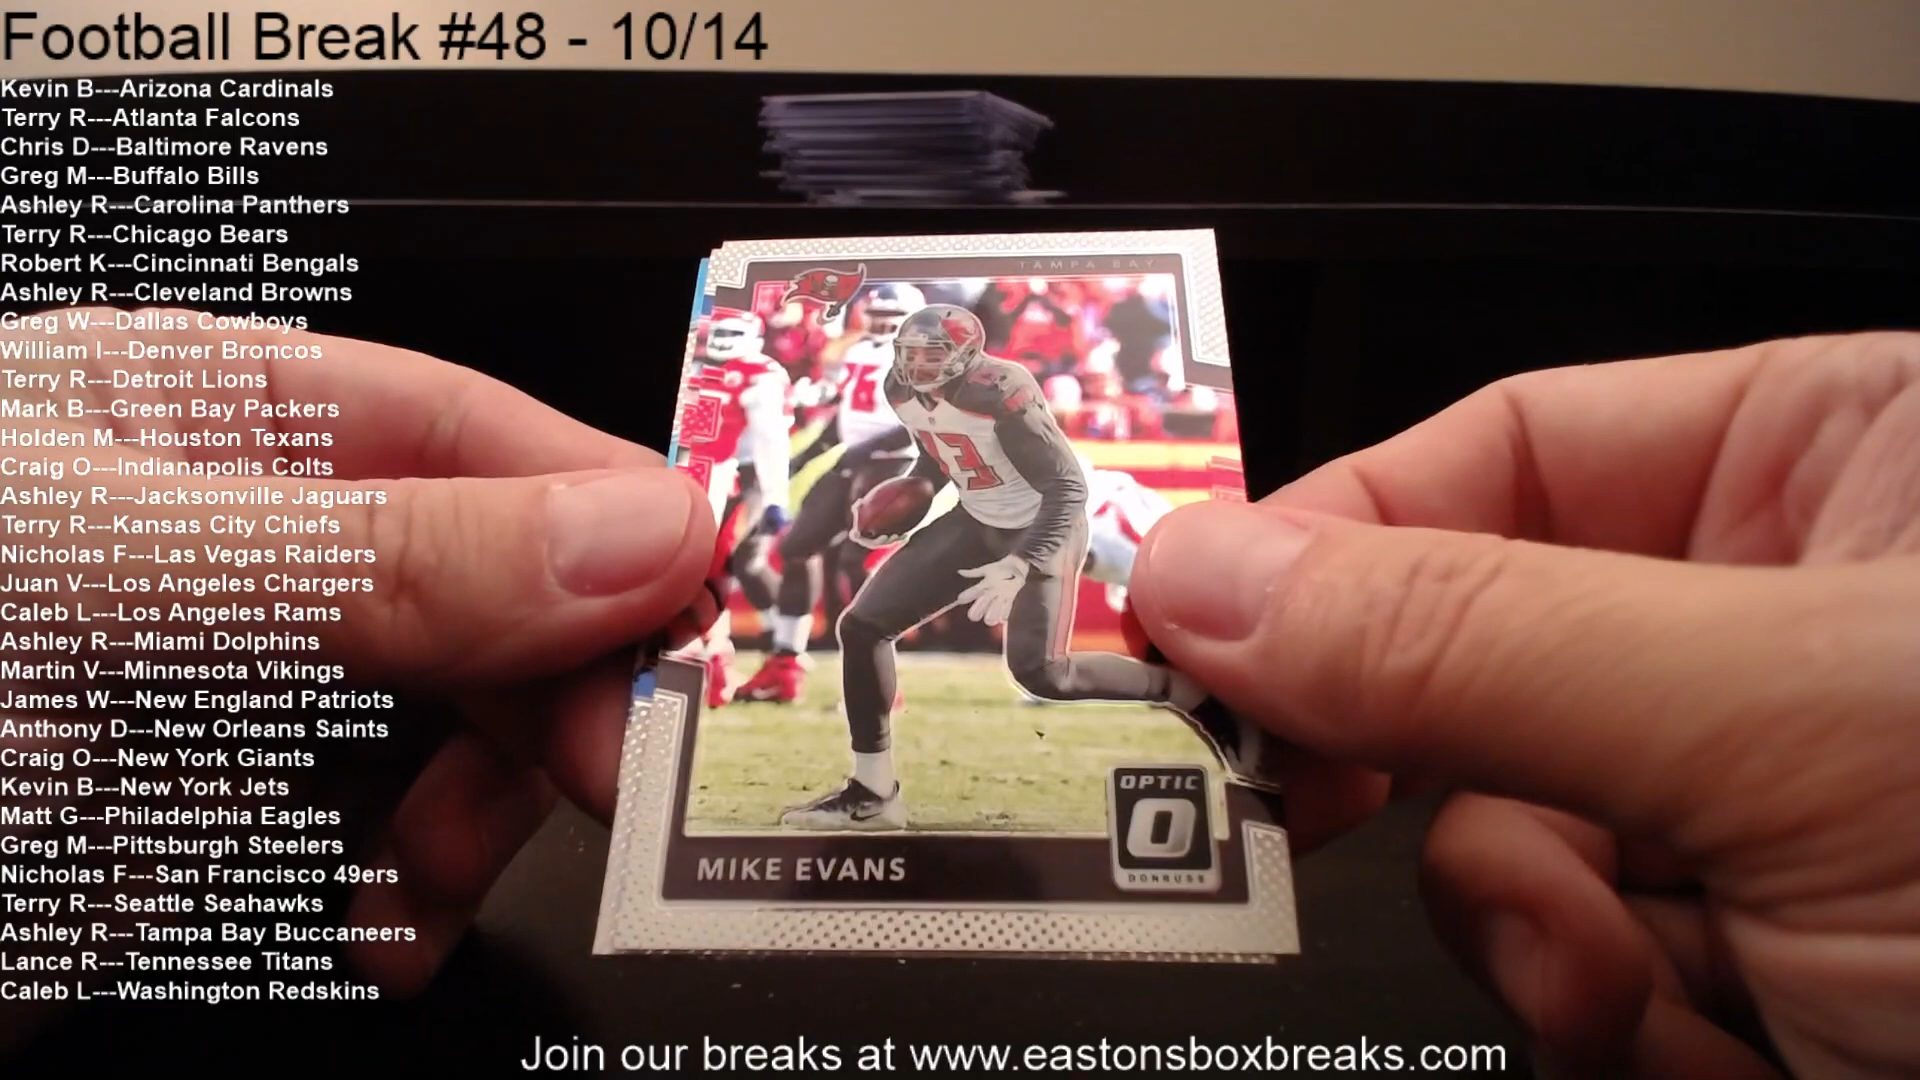 Football Break #48 - 10/14
Kevin B---Arizona Cardinals
Terry R---Atlanta Falcons
Chris D---Baltimore Ravens
Greg M---Buffalo Bills
Ashley R---Carolina Panthers
Terry R---Chicago Bears
Robert K---Cincinnati Bengals
Ashley R---Cleveland Browns
Greg W---Dallas Cowboys
William I---Denver Broncos
Terry R---Detroit Lions
Mark B---Green Bay Packers
Holden M---Houston Texans
Craig O---Indianapolis Colts
Ashley R---Jacksonville Jaguars
Terry R---Kansas City Chiefs
Nicholas F---Las Vegas Raiders
Juan V---Los Angeles Chargers
Caleb L---Los Angeles Rams
Ashley R---Miami Dolphins
Martin V---Minnesota Vikings
James W---New England Patriots
Anthony D---New Orleans Saints
Craig O---New York Giants
Kevin B---New York Jets
Matt G---Philadelphia Eagles
Greg M---Pittsburgh Steelers
Nicholas F---San Francisco 49ers
Terry R---Seattle Seahawks
Ashley R---Tampa Bay Buccaneers
Lance R---Tennessee Titans
Caleb L---Washington Redskins
TAMPA BAY
76
13
OPTIC
O
DONRUSS
MIKE EVANS
Join our breaks at www.eastonsboxbreaks.com